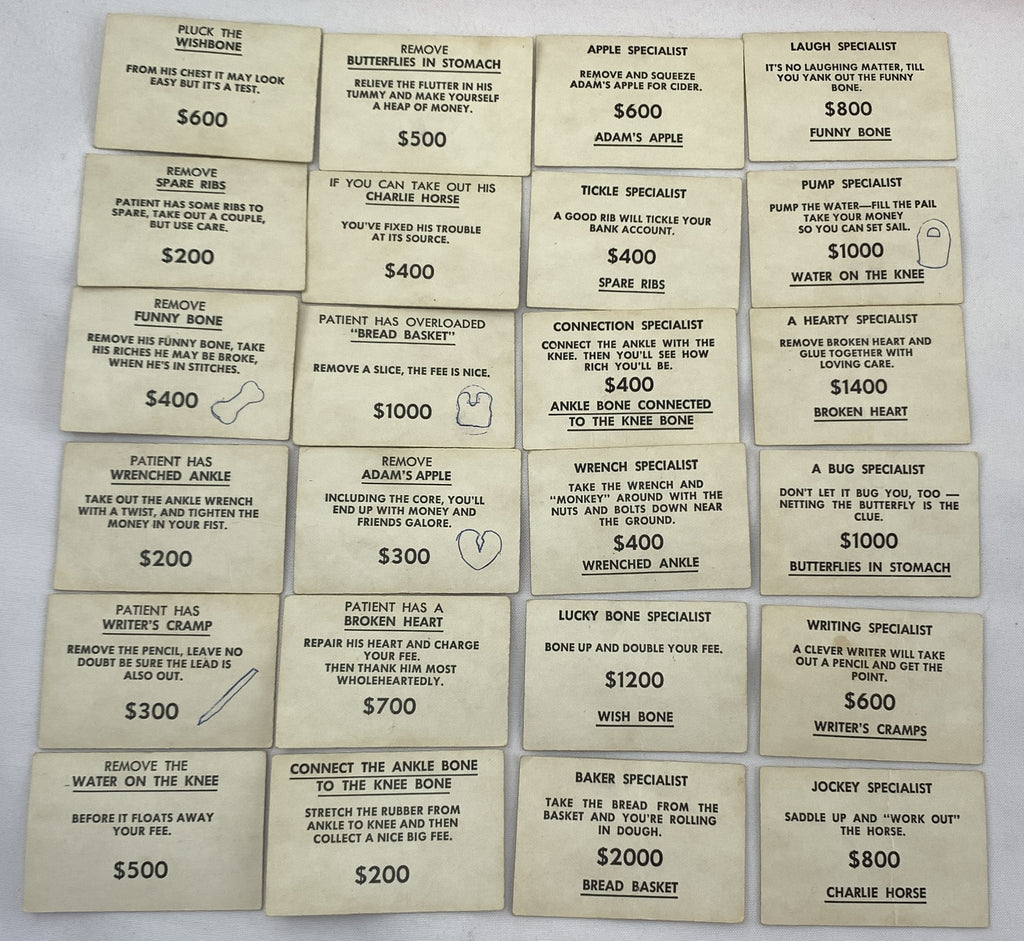 PLUCK THE
WISHBONE
FROM HIS CHEST IT MAY LOOK
EASY BUT IT'S A TEST.
$600
REMOVE
BUTTERFLIES IN STOMACH
RELIEVE THE FLUTTER IN HIS
TUMMY AND MAKE YOURSELF
A HEAP OF MONEY.
$500
APPLE SPECIALIST
REMOVE AND SQUEEZE
ADAM'S APPLE FOR CIDER.
$600
ADAM'S APPLE
LAUGH SPECIALIST
IT'S NO LAUGHING MATTER, TILL
YOU YANK OUT THE FUNNY
BONE.
$800
FUNNY BONE
REMOVE
SPARE RIBS
PATIENT HAS SOME RIBS TO
SPARE, TAKE OUT A COUPLE,
BUT USE CARE.
$200
IF YOU CAN TAKE OUT HIS
CHARLIE HORSE
YOU'VE FIXED HIS TROUBLE
AT ITS SOURCE.
$400
TICKLE SPECIALIST
A GOOD RIB WILL TICKLE YOUR
BANK ACCOUNT.
$400
SPARE RIBS
PUMP SPECIALIST
PUMP THE WATER—FILL THE PAIL
TAKE YOUR MONEY
SO YOU CAN SET SAIL.
$1000
WATER ON THE KNEE
REMOVE
FUNNY BONE
REMOVE HIS FUNNY BONE, TAKE
HIS RICHES HE MAY BE BROKE,
WHEN HE'S IN STITCHES.
$400
PATIENT HAS OVERLOADED
"BREAD BASKET"
REMOVE A SLICE, THE FEE IS NICE.
$1000
CONNECTION SPECIALIST
CONNECT THE ANKLE WITH THE
KNEE. THEN YOU'LL SEE HOW
RICH YOU'LL BE.
$400
ANKLE BONE CONNECTED
TO THE KNEE BONE
A HEARTY SPECIALIST
REMOVE BROKEN HEART AND
GLUE TOGETHER WITH
LOVING CARE.
$1400
BROKEN HEART
PATIENT HAS
WRENCHED ANKLE
TAKE OUT THE ANKLE WRENCH
WITH A TWIST, AND TIGHTEN THE
MONEY IN YOUR FIST.
$200
REMOVE
ADAM'S APPLE
INCLUDING THE CORE, YOU'LL
END UP WITH MONEY AND
FRIENDS GALORE.
$300
WRENCH SPECIALIST
TAKE THE WRENCH AND
"MONKEY" AROUND WITH THE
NUTS AND BOLTS DOWN NEAR
THE GROUND.
$400
WRENCHED ANKLE
A BUG SPECIALIST
DON'T LET IT BUG YOU, TOO —
NETTING THE BUTTERFLY IS THE
CLUE.
$1000
BUTTERFLIES IN STOMACH
PATIENT HAS
WRITER'S CRAMP
REMOVE THE PENCIL, LEAVE NO
DOUBT BE SURE THE LEAD IS
ALSO OUT.
$300
PATIENT HAS A
BROKEN HEART
REPAIR HIS HEART AND CHARGE
YOUR FEE.
THEN THANK HIM MOST
WHOLEHEARTEDLY.
$700
LUCKY BONE SPECIALIST
BONE UP AND DOUBLE YOUR FEE.
$1200
WISH BONE
WRITING SPECIALIST
A CLEVER WRITER WILL TAKE
OUT A PENCIL AND GET THE
POINT.
$600
WRITER'S CRAMPS
REMOVE THE
WATER ON THE KNEE
BEFORE IT FLOATS AWAY
YOUR FEE.
$500
CONNECT THE ANKLE BONE
TO THE KNEE BONE
STRETCH THE RUBBER FROM
ANKLE TO KNEE AND THEN
COLLECT A NICE BIG FEE.
$200
BAKER SPECIALIST
TAKE THE BREAD FROM THE
BASKET AND YOU'RE ROLLING
IN DOUGH.
$2000
BREAD BASKET
JOCKEY SPECIALIST
SADDLE UP AND "WORK OUT"
THE HORSE.
$800
CHARLIE HORSE